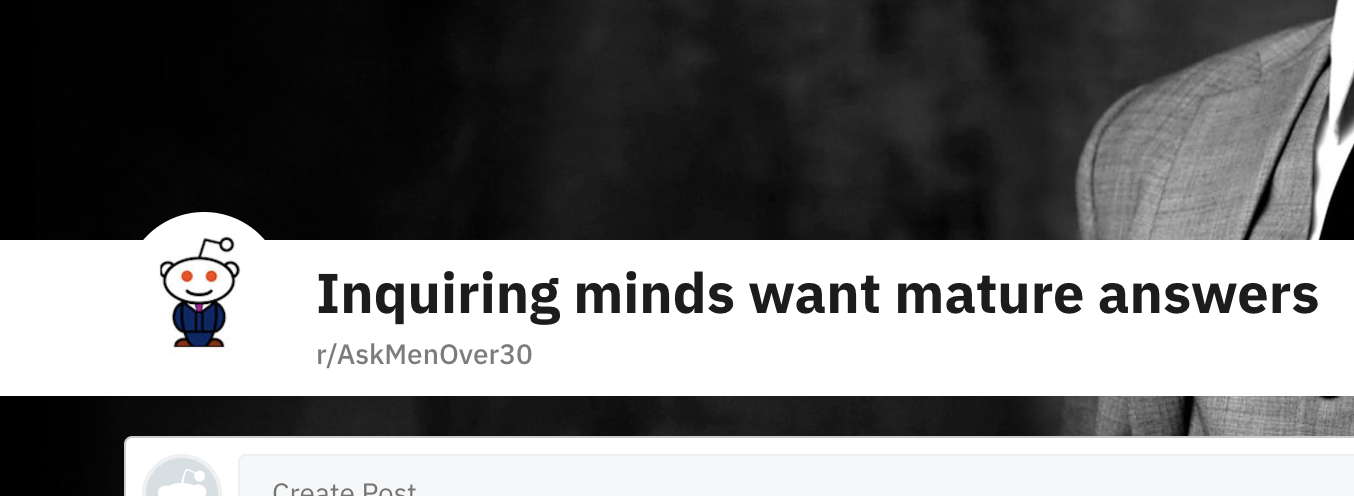 Inquiring minds want mature answers
r/AskMenOver30
Create Post